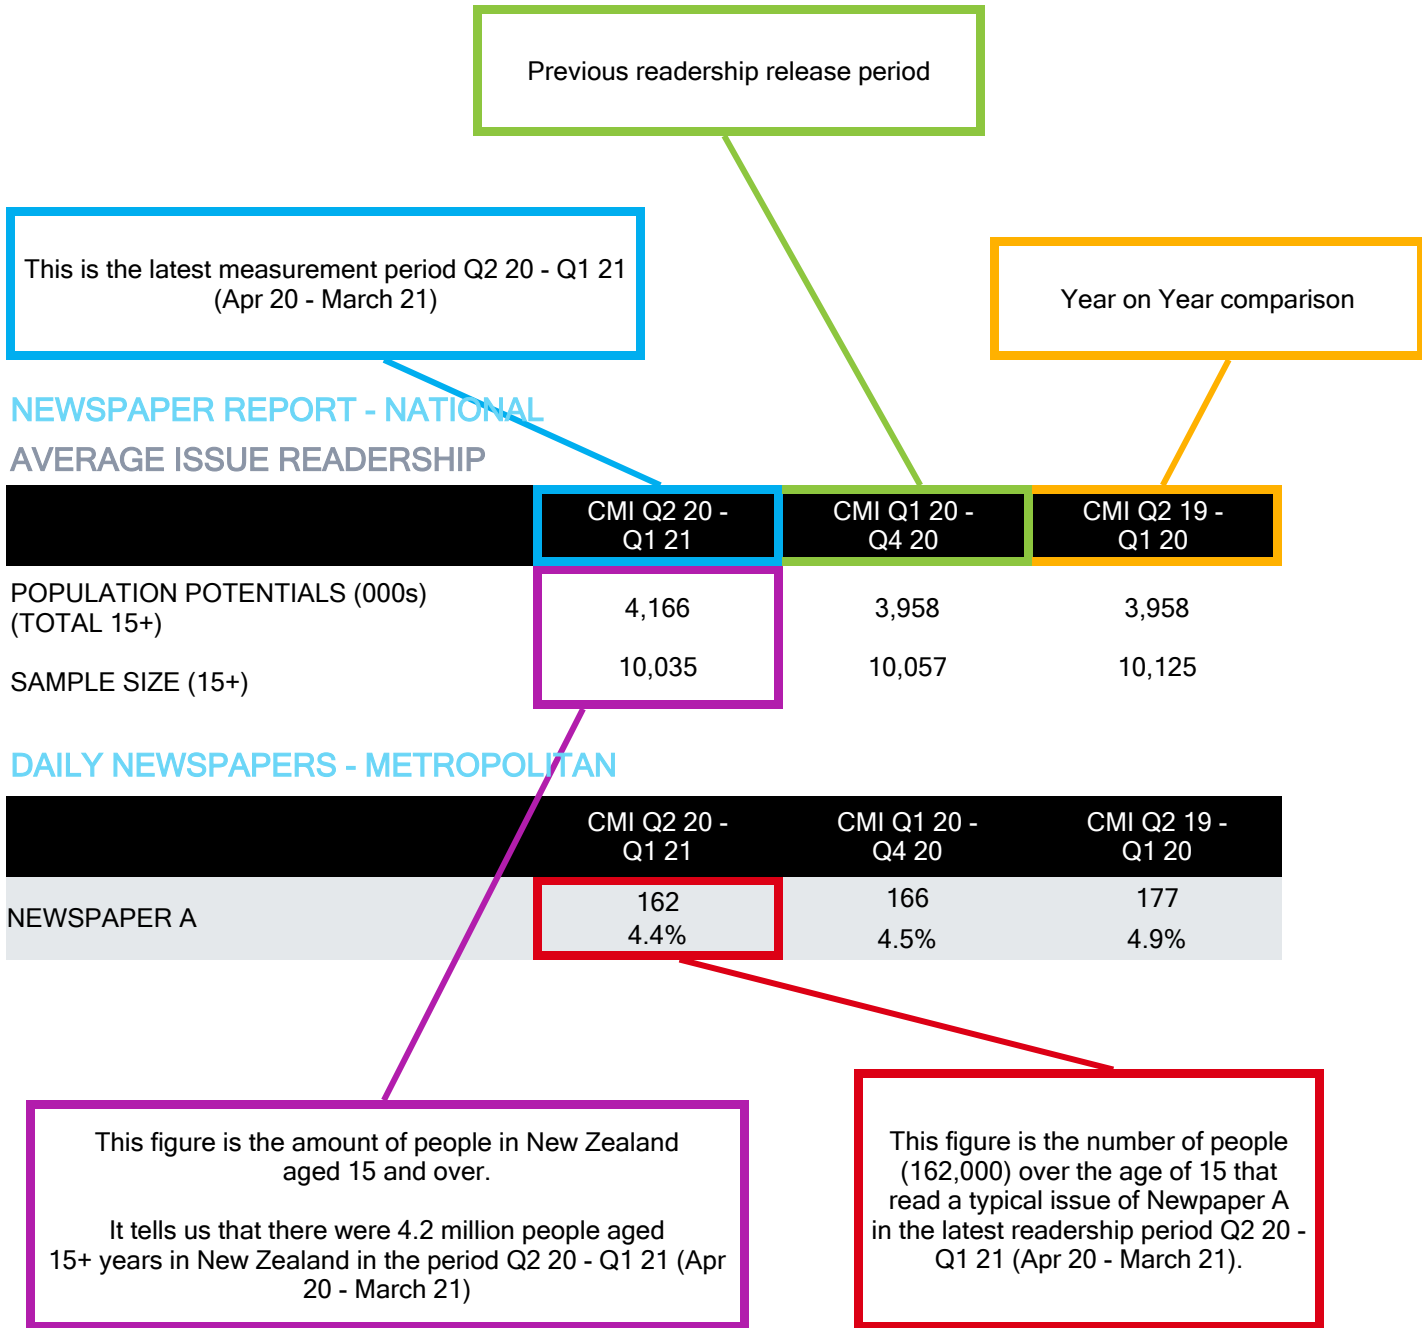 Previous readership release period
This is the latest measurement period Q2 20 - Q1 21
(Apr 20 - March 21)
Year on Year comparison
NEWSPAPER REPORT - NATIONAL
AVERAGE ISSUE READERSHIP
CMI Q2 20 -
Q1 21
CMI Q1 20 -
Q4 20
CMI Q2 19 -
Q1 20
POPULATION POTENTIALS (000s)
(TOTAL 15+)
4,166
3,958
3,958
SAMPLE SIZE (15+)
10,035
10,057
10,125
DAILY NEWSPAPERS - METROPOLITAN
CMI Q2 20 -
Q1 21
CMI Q1 20 -
Q4 20
CMI Q2 19 -
Q1 20
NEWSPAPER A
162
166
177
4.4%
4.5%
4.9%
This figure is the amount of people in New Zealand
aged 15 and over.
It tells us that there were 4.2 million people aged
15+ years in New Zealand in the period Q2 20 - Q1 21 (Apr
20 - March 21)
This figure is the number of people
(162,000) over the age of 15 that
read a typical issue of Newpaper A
in the latest readership period Q2 20 -
Q1 21 (Apr 20 - March 21).